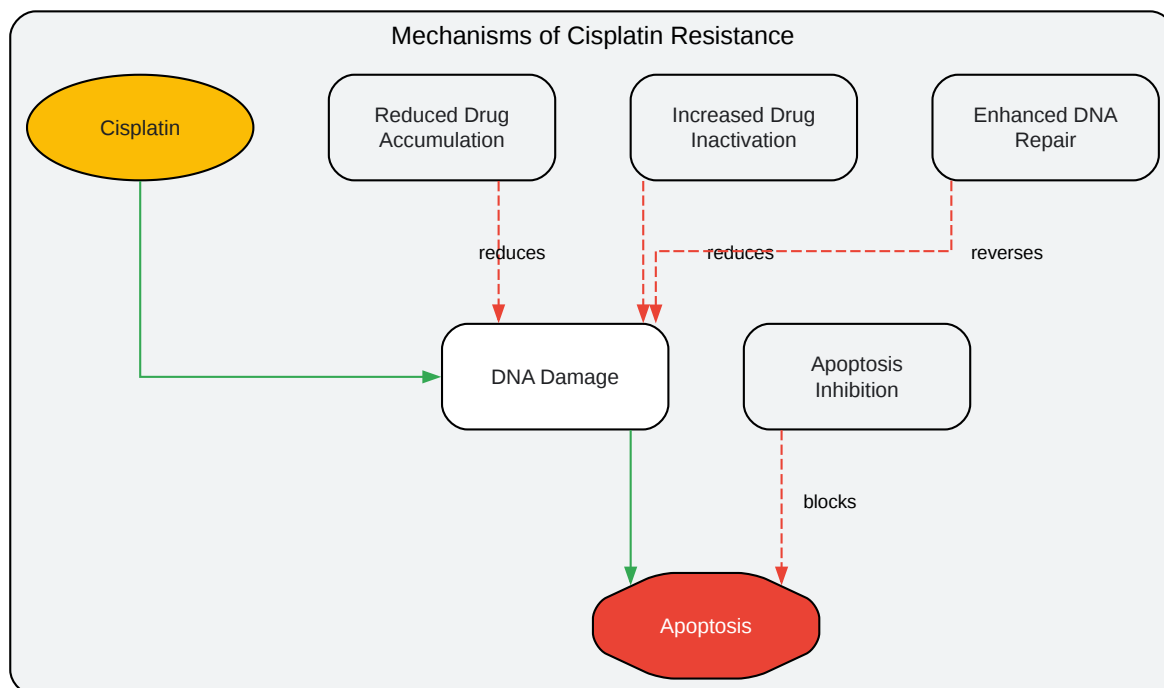 Mechanisms of Cisplatin Resistance
Cisplatin
Reduced Drug
Accumulation
Increased Drug
Inactivation
Enhanced DNA
Repair
reduces
reduces
reverses
DNA Damage
Apoptosis
Inhibition
blocks
Apoptosis